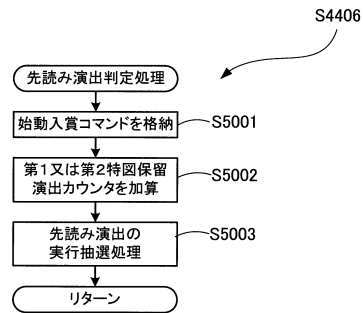 S4406
先読み演出判定処理
始動入賞コマンドを格納
S5001
第1又は第2特図保留
演出カウンタを加算
S5002
先読み演出の
実行抽選処理
S5003
リターン